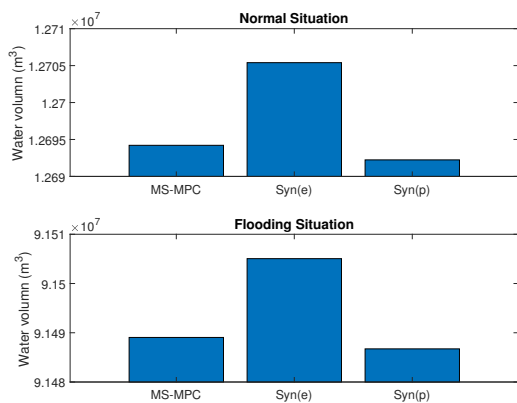 Normal Situation
×10^7
Water volumn (m³)
1.271
1.2705
1.27
1.2695
1.269
MS-MPC Syn(e) Syn(p)
Flooding Situation
×10^7
Water volumn (m³)
9.151
9.15
9.149
9.148
MS-MPC Syn(e) Syn(p)